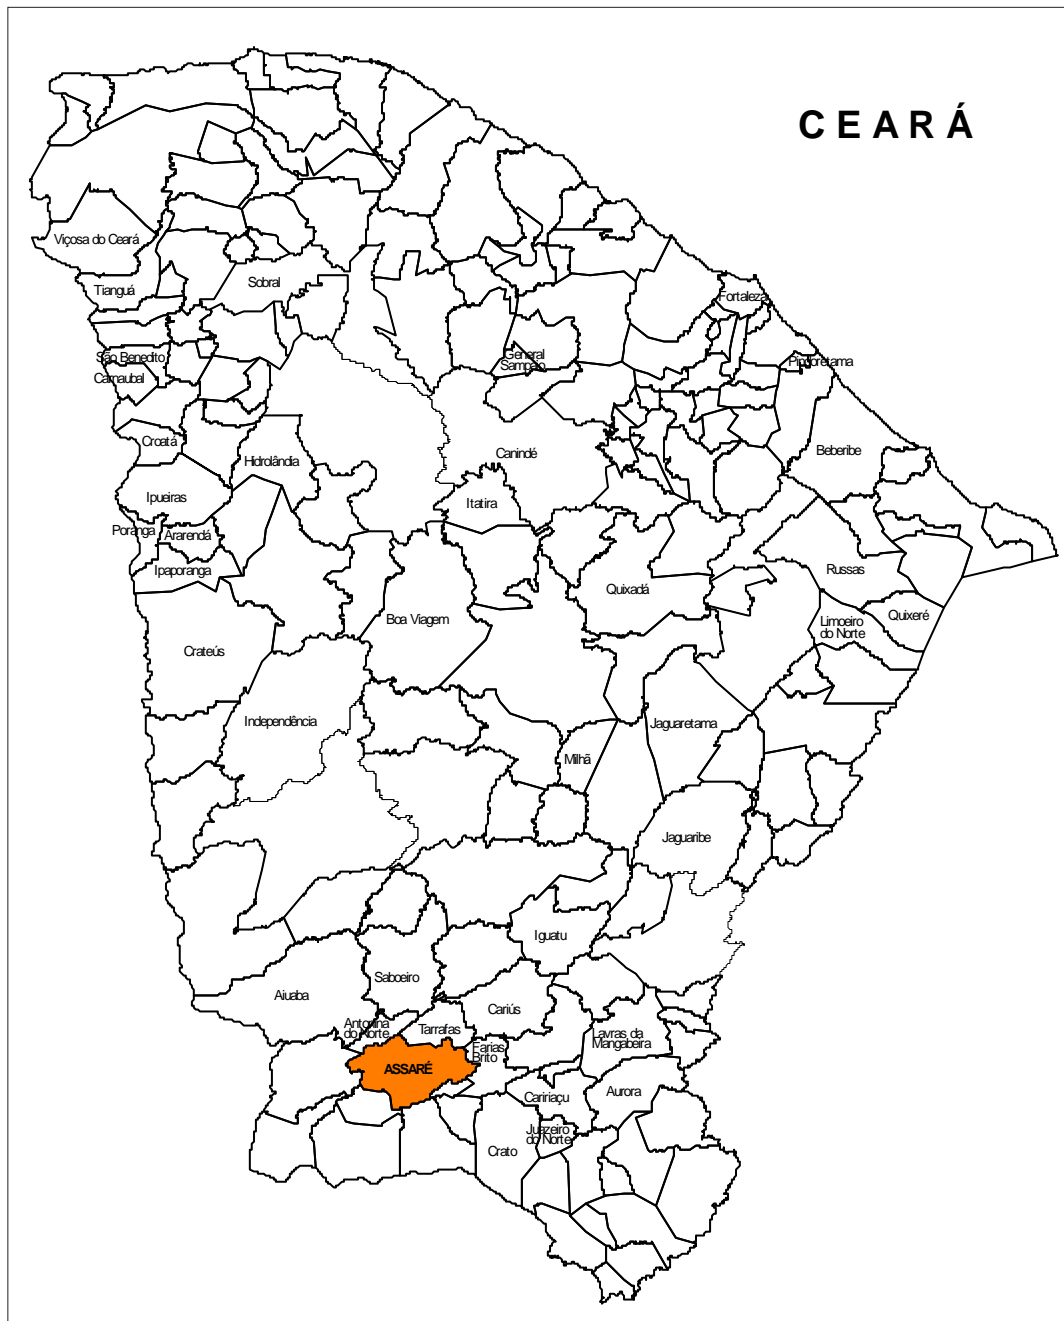 CEARÁ
Viçosa do Ceará
Tianguá
Sobral
Fortaleza
São Benedito
Carnaubal
General
Sampaio
Pindoretama
Croatá
Hidrolândia
Canindé
Beberibe
Ipueiras
Itatira
Poranga
Ararendá
Ipaporanga
Russas
Quixadá
Boa Viagem
Limoeiro
do Norte
Quixeré
Crateús
Independência
Jaguaretama
Milhã
Jaguaribe
Iguatu
Saboeiro
Aiuaba
Cariús
Antonina
do Norte
Tarrafas
Lavras da
Mangabeira
Farias
Brito
ASSARÉ
Caririaçu
Aurora
Juazeiro
do Norte
Crato